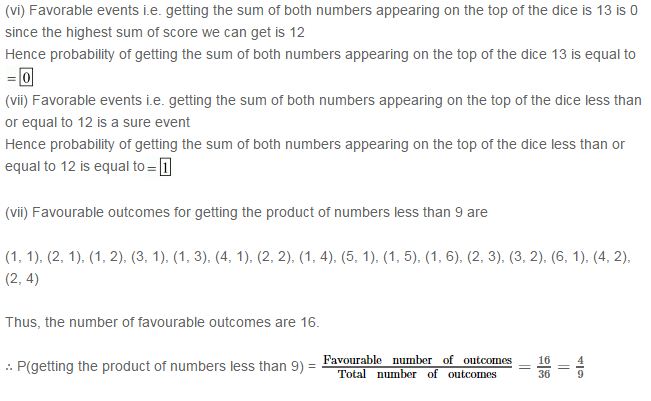 (vi) Favorable events i.e. getting the sum of both numbers appearing on the top of the dice is 13 is 0
since the highest sum of score we can get is 12
Hence probability of getting the sum of both numbers appearing on the top of the dice 13 is equal to
= 0
(vii) Favorable events i.e. getting the sum of both numbers appearing on the top of the dice less than
or equal to 12 is a sure event
Hence probability of getting the sum of both numbers appearing on the top of the dice less than or
equal to 12 is equal to = 1
(vii) Favourable outcomes for getting the product of numbers less than 9 are
(1, 1), (2, 1), (1, 2), (3, 1), (1, 3), (4, 1), (2, 2), (1, 4), (5, 1), (1, 5), (1, 6), (2, 3), (3, 2), (6, 1), (4, 2),
(2, 4)
Thus, the number of favourable outcomes are 16.
∴ P(getting the product of numbers less than 9) = Favourable number of outcomes / Total number of outcomes = 16/36 = 4/9